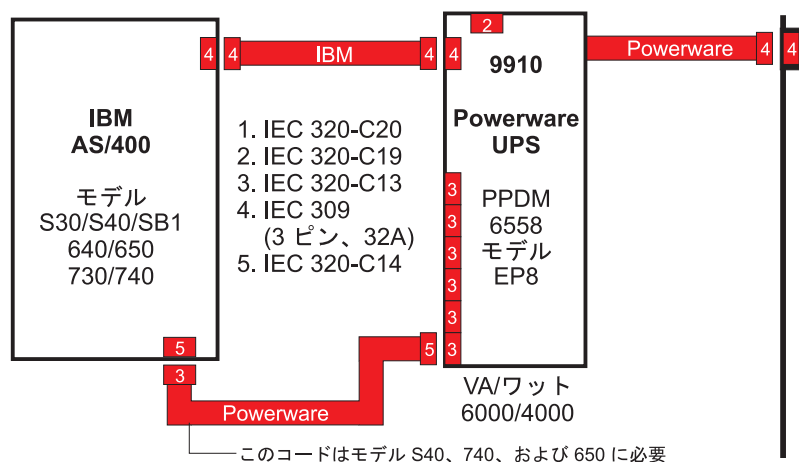 2
4
4
IBM
4
4
9910
Powerware
4
4
IBM
AS/400
モデル
S30/S40/SB1
640/650
730/740
1. IEC 320-C20
2. IEC 320-C19
3. IEC 320-C13
4. IEC 309
(3 ピン、32A)
5. IEC 320-C14
Powerware
UPS
PPDM
6558
モデル
EP8
3
3
3
3
3
3
5
3
5
Powerware
VA/ワット
6000/4000
このコードはモデル S40、740、および 650 に必要